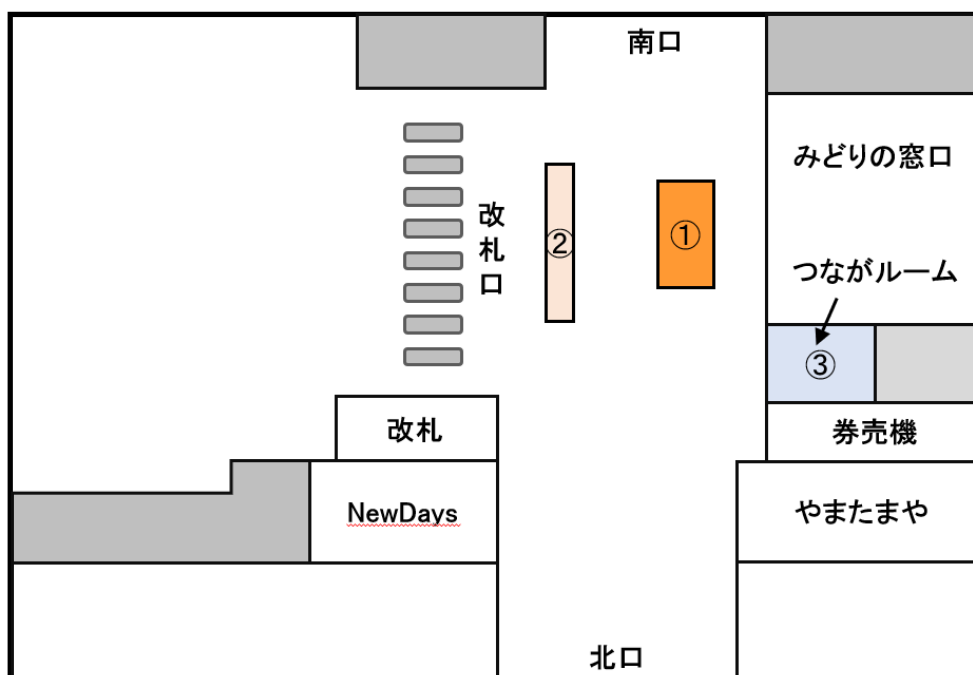 南口
みどりの窓口
改札口
②
①
つながルーム
③
改札
券売機
NewDays
やまたまや
北口